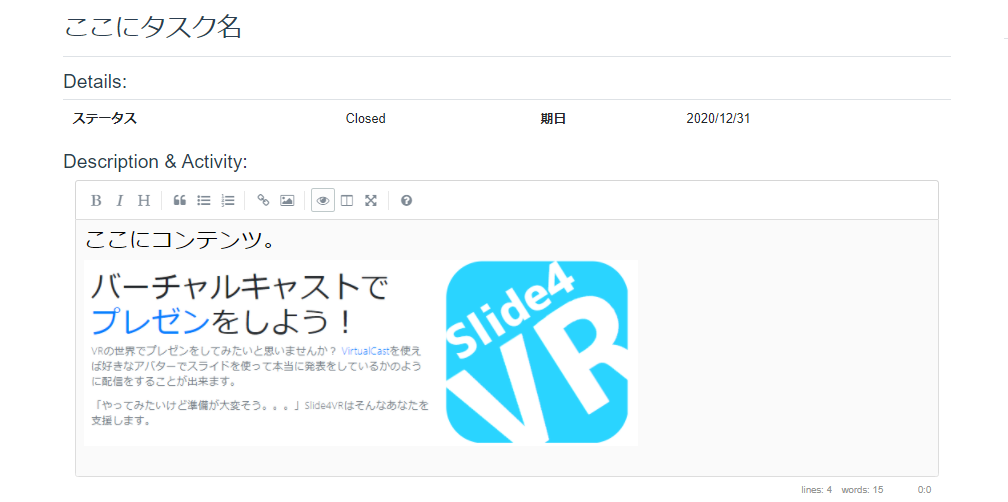 ここにタスク名
Details:
ステータス Closed 期日 2020/12/31
Description & Activity:
B I H
ここにコンテンツ。
バーチャルキャストで
プレゼンをしよう！
VRの世界でプレゼンをしてみたいと思いませんか？ VirtualCastを使え
ば好きなアバターでスライドを使って本当に発表をしているかのよう
に配信をすることが出来ます。
「やってみたいけど準備が大変そう。。。」Slide4VRはそんなあなたを
支援します。
Slide4
VR
lines: 4 words: 15 0:0